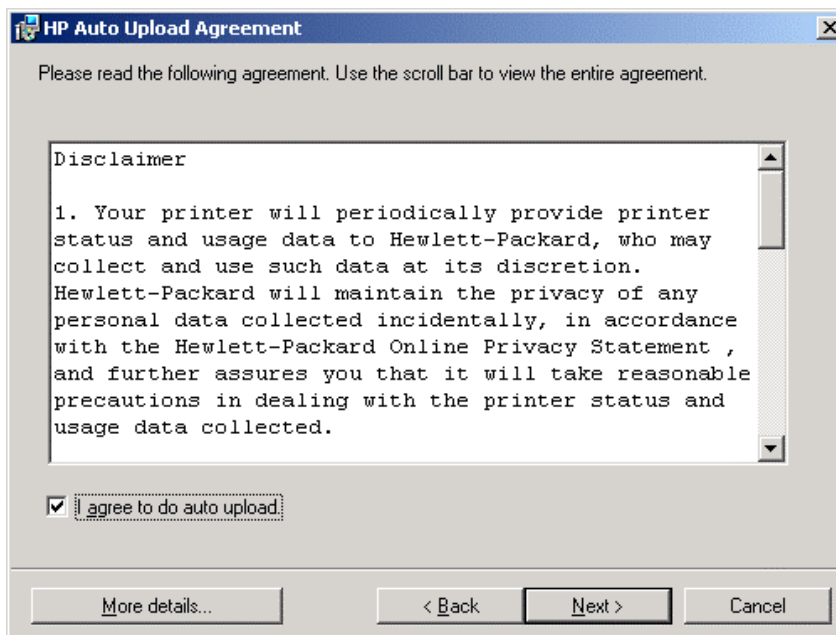 HP Auto Upload Agreement
Please read the following agreement. Use the scroll bar to view the entire agreement.
Disclaimer
1. Your printer will periodically provide printer
status and usage data to Hewlett-Packard, who may
collect and use such data at its discretion.
Hewlett-Packard will maintain the privacy of any
personal data collected incidentally, in accordance
with the Hewlett-Packard Online Privacy Statement ,
and further assures you that it will take reasonable
precautions in dealing with the printer status and
usage data collected.
I agree to do auto upload.
More details... < Back Next > Cancel